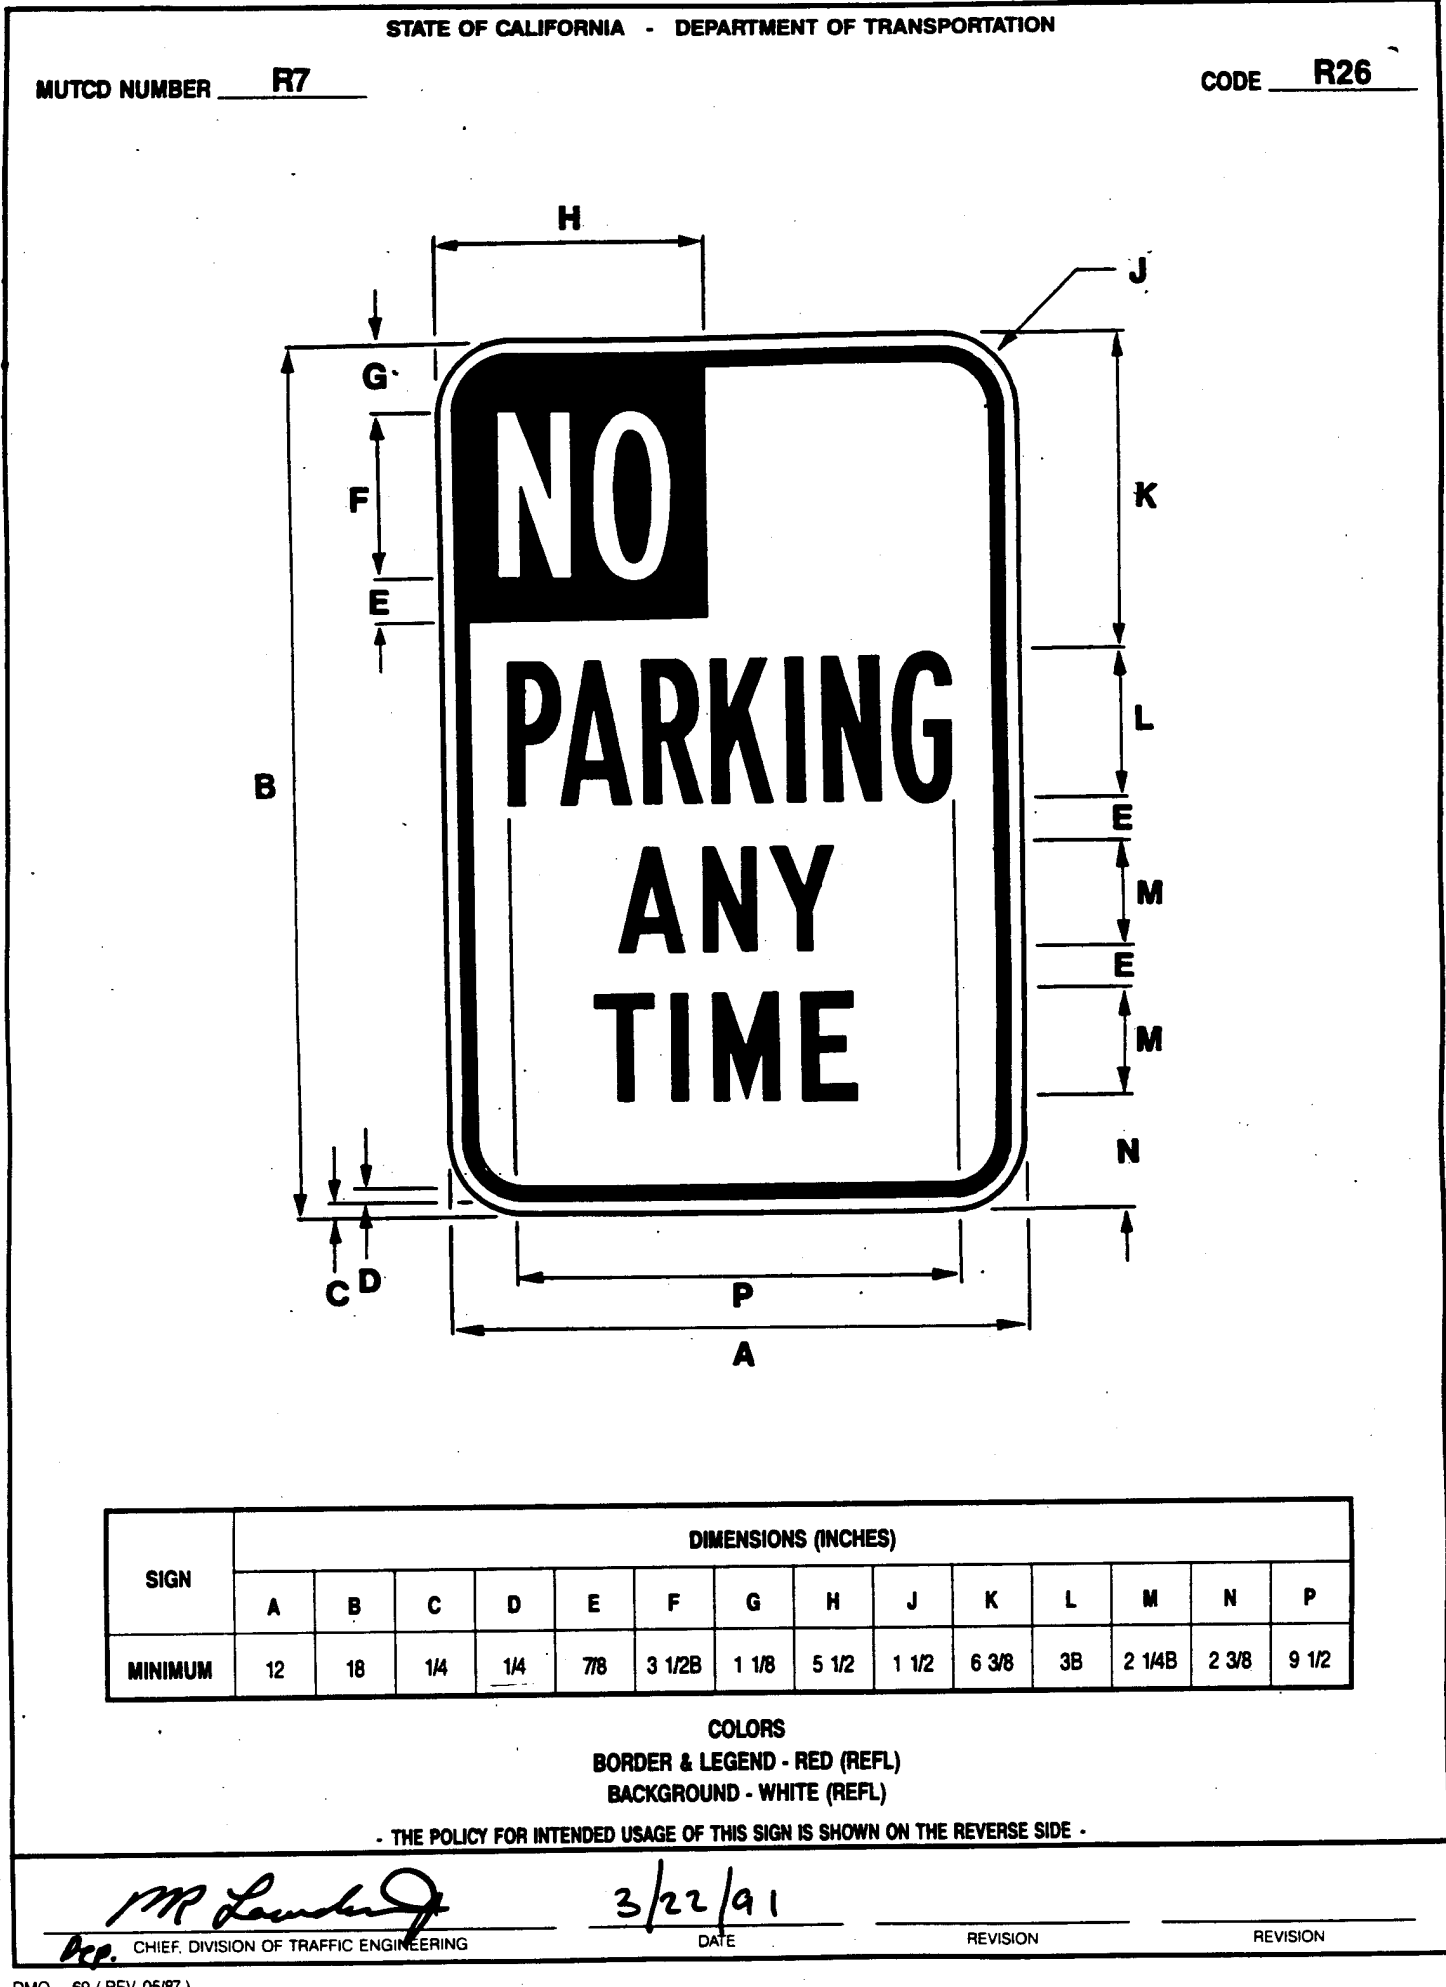 STATE OF CALIFORNIA - DEPARTMENT OF TRANSPORTATION
MUTCD NUMBER R7
CODE R26
H
J
G
NO
F
K
E
PARKING
L
B
E
ANY
M
E
TIME
M
N
C D
P
A
SIGN
DIMENSIONS (INCHES)
A B C D E F G H J K L M N P
MINIMUM 12 18 1/4 1/4 7/8 3 1/2B 1 1/8 5 1/2 1 1/2 6 3/8 3B 2 1/4B 2 3/8 9 1/2
COLORS
BORDER & LEGEND - RED (REFL)
BACKGROUND - WHITE (REFL)
- THE POLICY FOR INTENDED USAGE OF THIS SIGN IS SHOWN ON THE REVERSE SIDE -
3/22/91
Dep. CHIEF, DIVISION OF TRAFFIC ENGINEERING
DATE
REVISION
REVISION